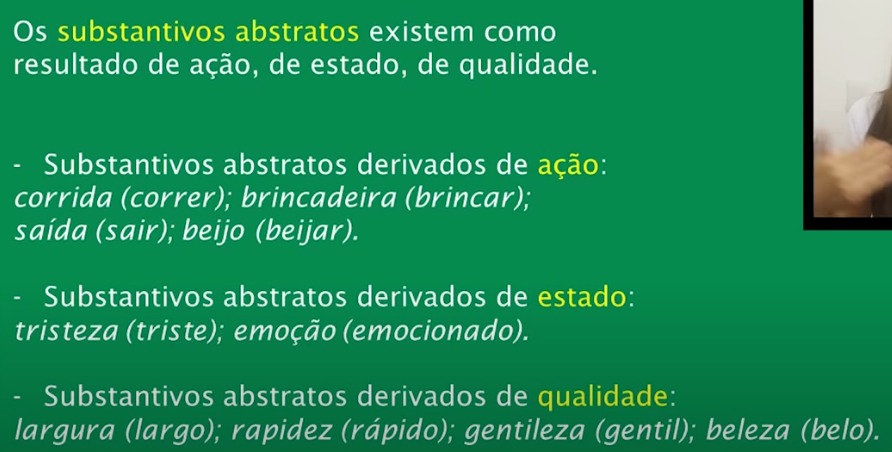 Os substantivos abstratos existem como
resultado de ação, de estado, de qualidade.
- Substantivos abstratos derivados de ação:
corrida (correr); brincadeira (brincar);
saída (sair); beijo (beijar).
- Substantivos abstratos derivados de estado:
tristeza (triste); emoção (emocionado).
- Substantivos abstratos derivados de qualidade:
largura (largo); rapidez (rápido); gentileza (gentil); beleza (belo).